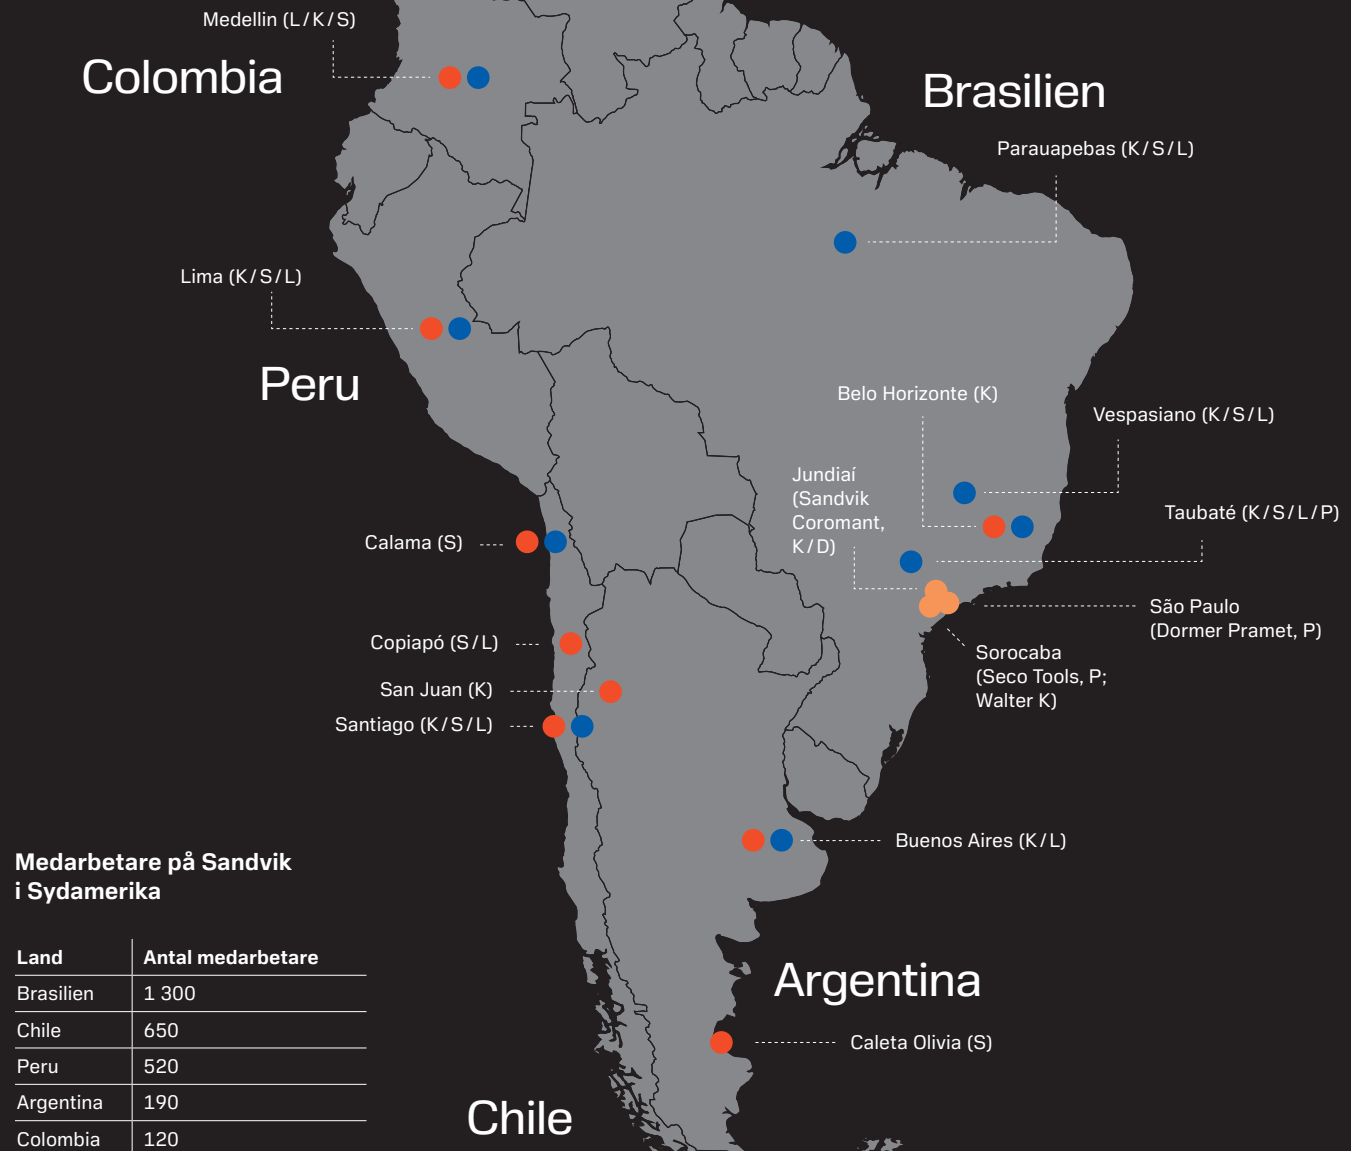 Medellin (L/K/S)
Colombia
Brasilien
Parauapebas (K/S/L)
Lima (K/S/L)
Peru
Belo Horizonte (K)
Vespasiano (K/S/L)
Jundiaí
(Sandvik
Coromant,
K/D)
Taubaté (K/S/L/P)
Calama (S)
São Paulo
(Dormer Pramet, P)
Copiapó (S/L)
Sorocaba
(Seco Tools, P;
Walter K)
San Juan (K)
Santiago (K/S/L)
Buenos Aires (K/L)
Argentina
Caleta Olivia (S)
Chile
Medarbetare på Sandvik
i Sydamerika
Land Antal medarbetare
Brasilien 1 300
Chile 650
Peru 520
Argentina 190
Colombia 120